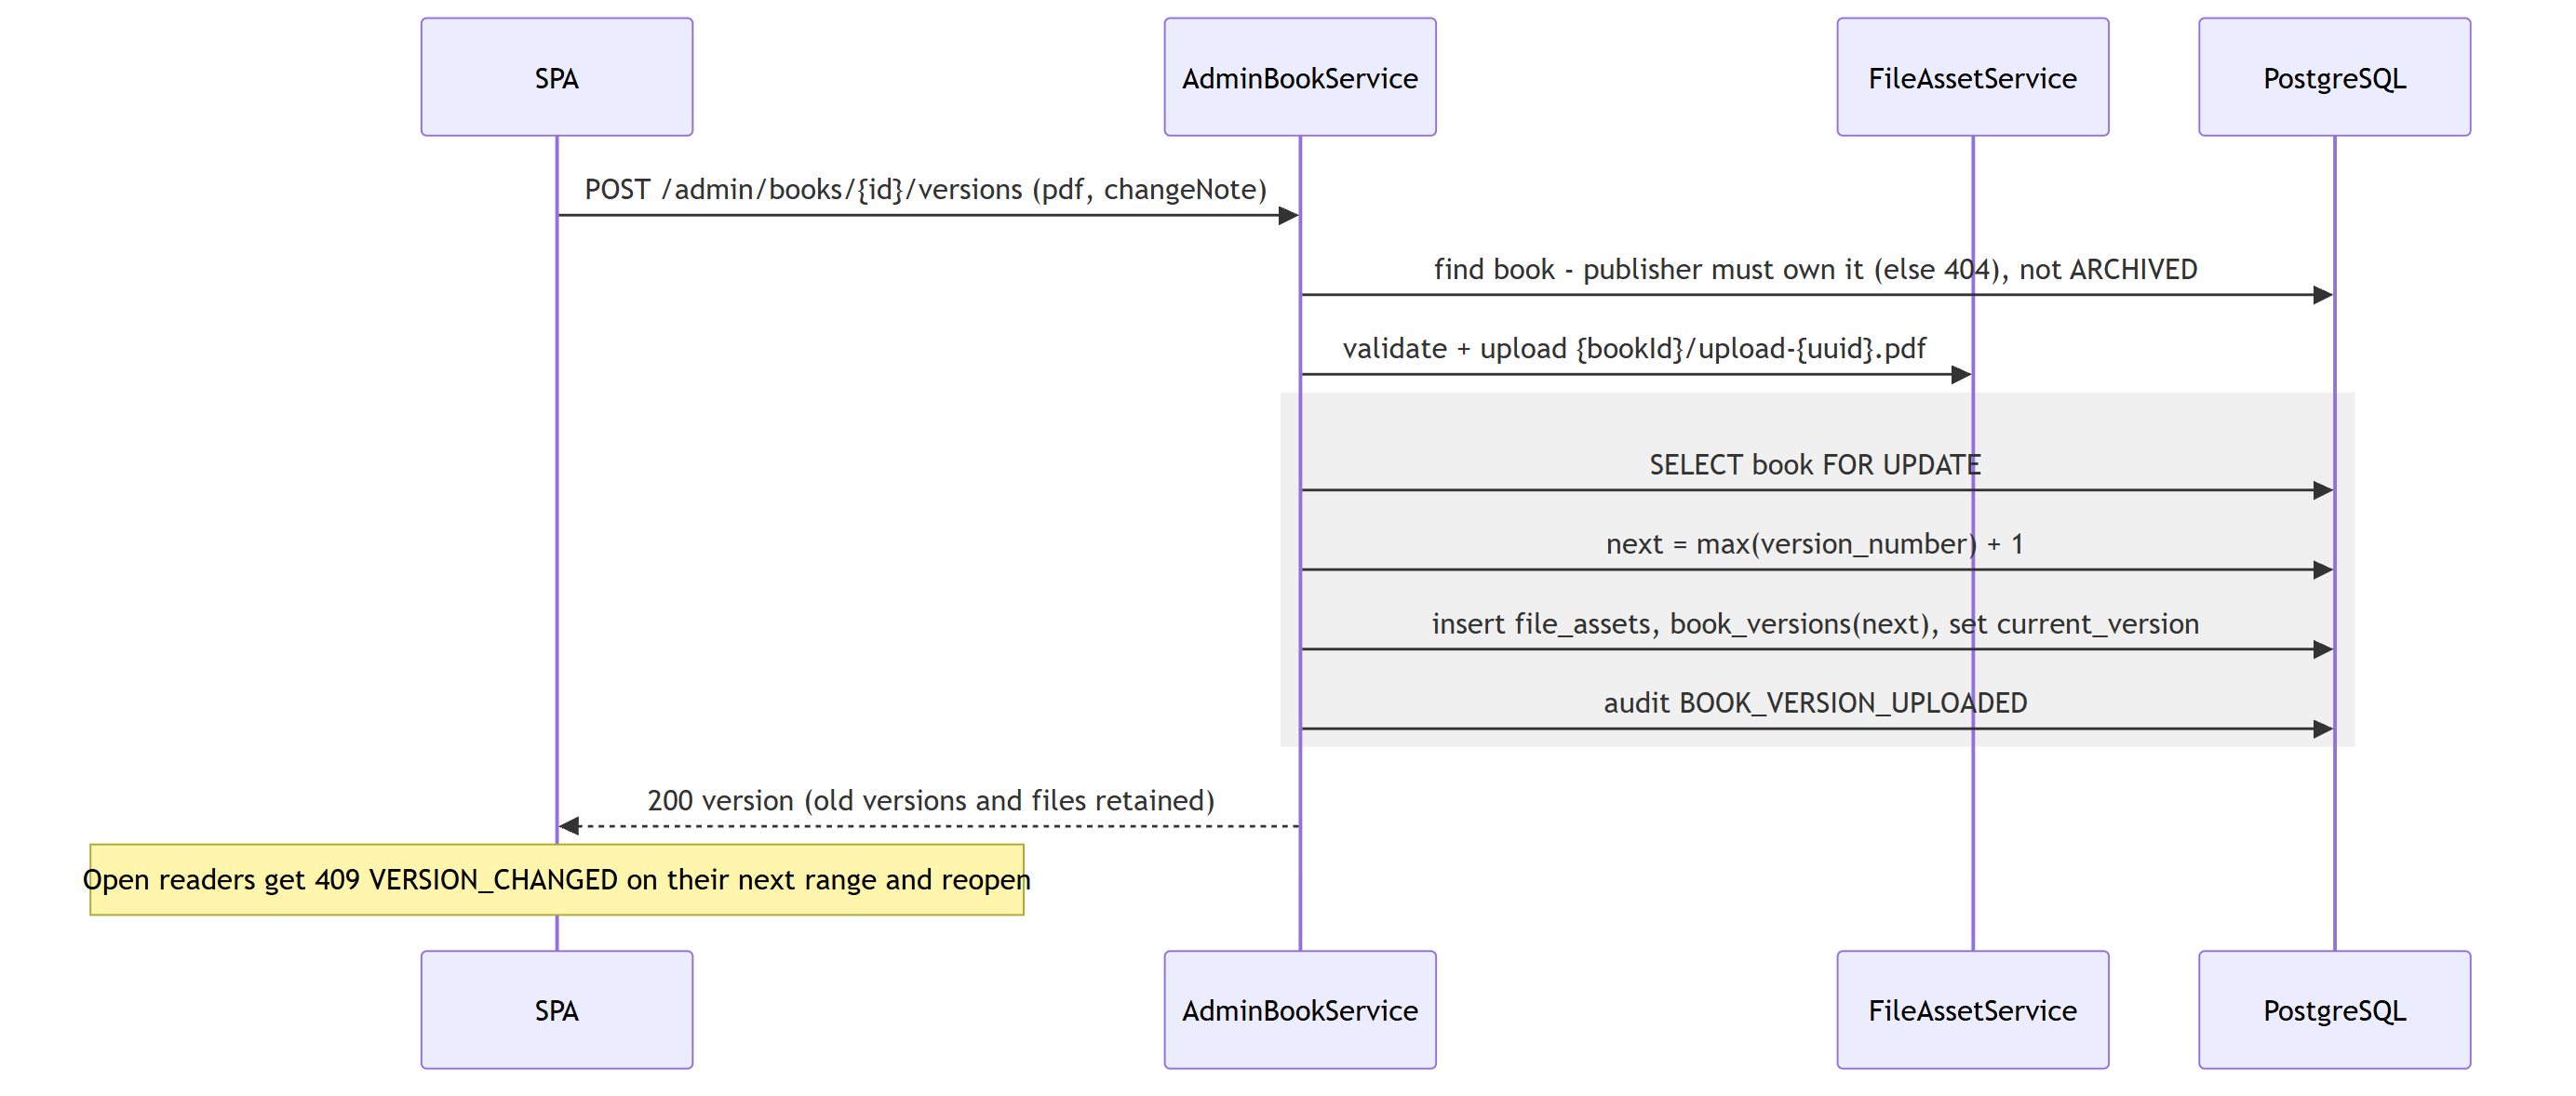 SPA
AdminBookService
FileAssetService
PostgreSQL
POST /admin/books/{id}/versions (pdf, changeNote)
find book - publisher must own it (else 404), not ARCHIVED
validate + upload {bookId}/upload-{uuid}.pdf
SELECT book FOR UPDATE
next = max(version_number) + 1
insert file_assets, book_versions(next), set current_version
audit BOOK_VERSION_UPLOADED
200 version (old versions and files retained)
Open readers get 409 VERSION_CHANGED on their next range and reopen
SPA
AdminBookService
FileAssetService
PostgreSQL